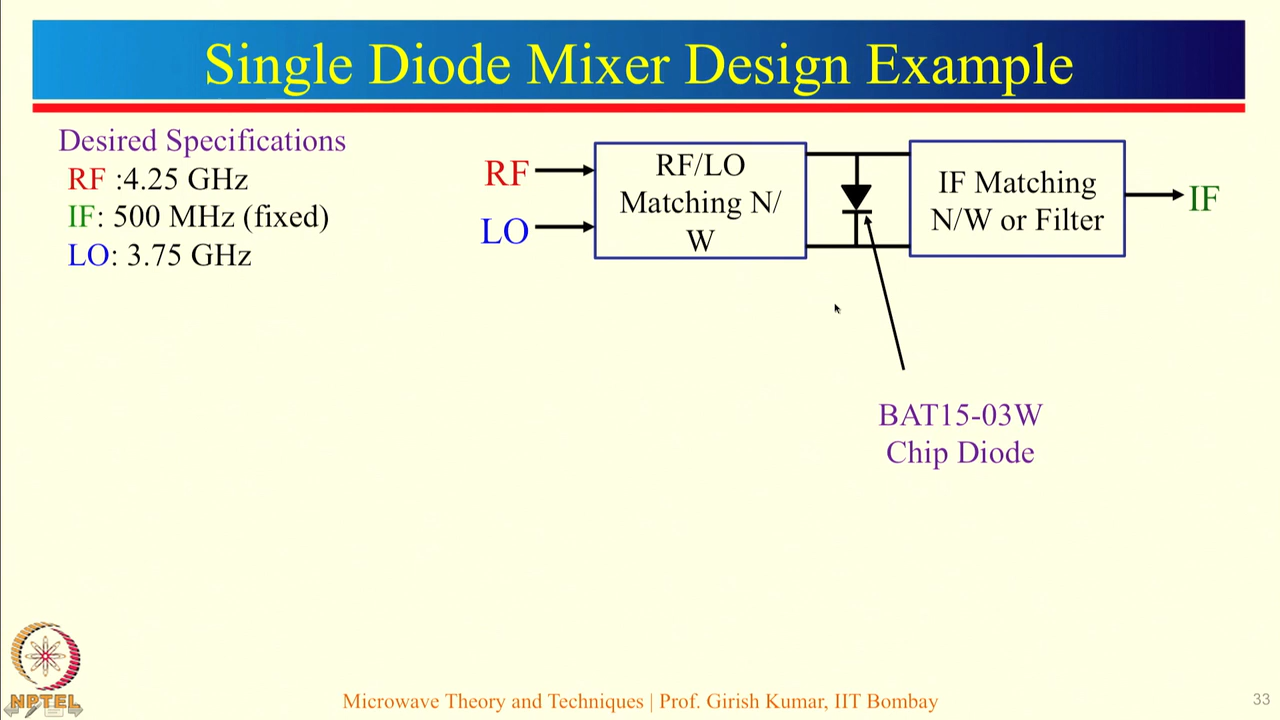 Single Diode Mixer Design Example
Desired Specifications
RF :4.25 GHz
IF: 500 MHz (fixed)
LO: 3.75 GHz
RF
LO
RF/LO
Matching N/
W
IF Matching
N/W or Filter
IF
BAT15-03W
Chip Diode
NPTEL
Microwave Theory and Techniques | Prof. Girish Kumar, IIT Bombay
33